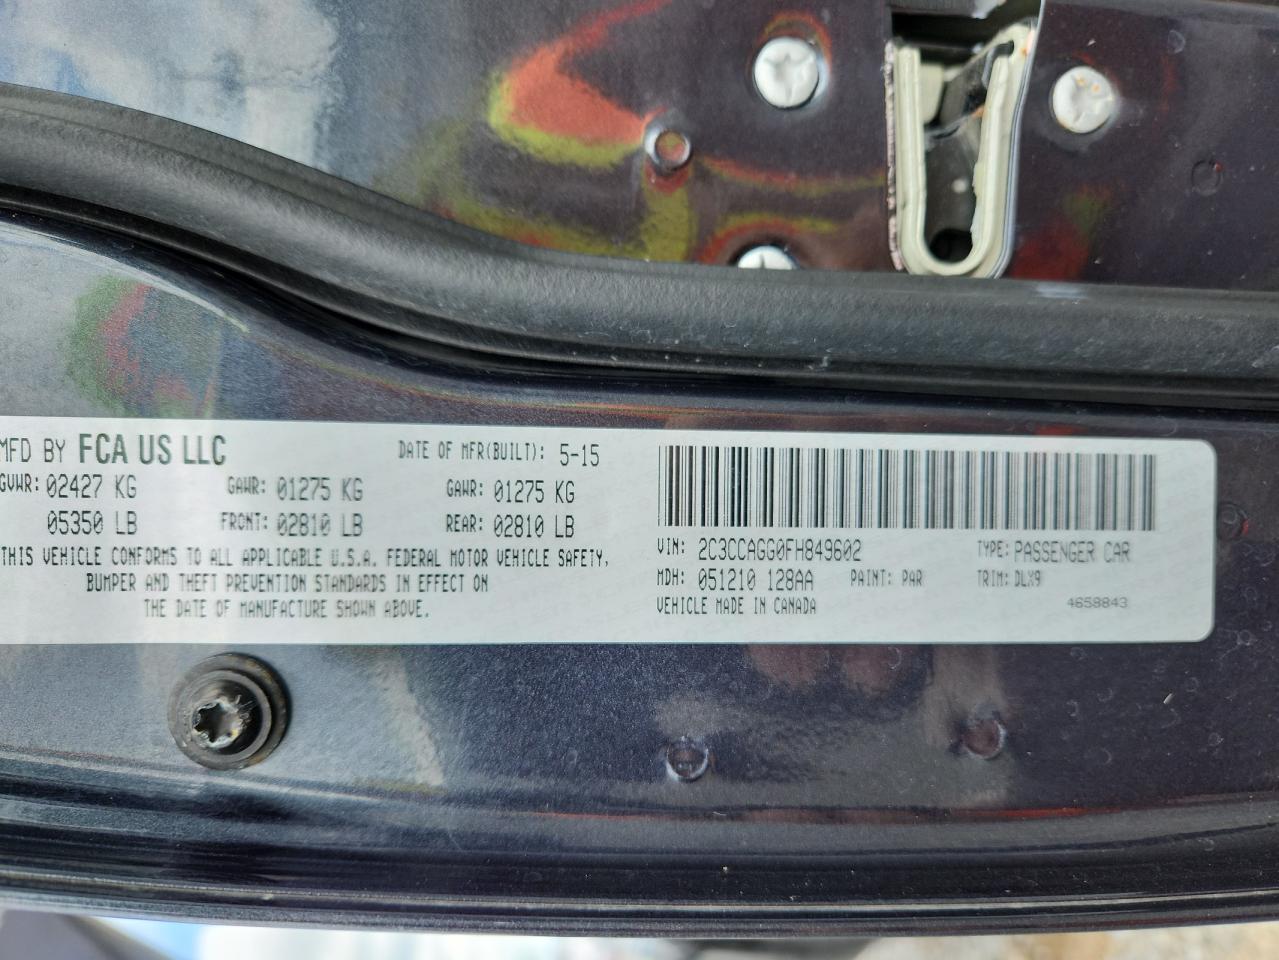 MFD BY FCA US LLC DATE OF MFR(BUILT): 5-15
GVWR: 02427 KG GAWR: 01275 KG GAWR: 01275 KG
05350 LB FRONT: 02810 LB REAR: 02810 LB
THIS VEHICLE CONFORMS TO ALL APPLICABLE U.S.A. FEDERAL MOTOR VEHICLE SAFETY,
BUMPER AND THEFT PREVENTION STANDARDS IN EFFECT ON
THE DATE OF MANUFACTURE SHOWN ABOVE.
VIN: 2C3CCAGG0FH849602 TYPE: PASSENGER CAR
MDH: 051210 128AA PAINT: PAR TRIM: DLX9
VEHICLE MADE IN CANADA 4658843